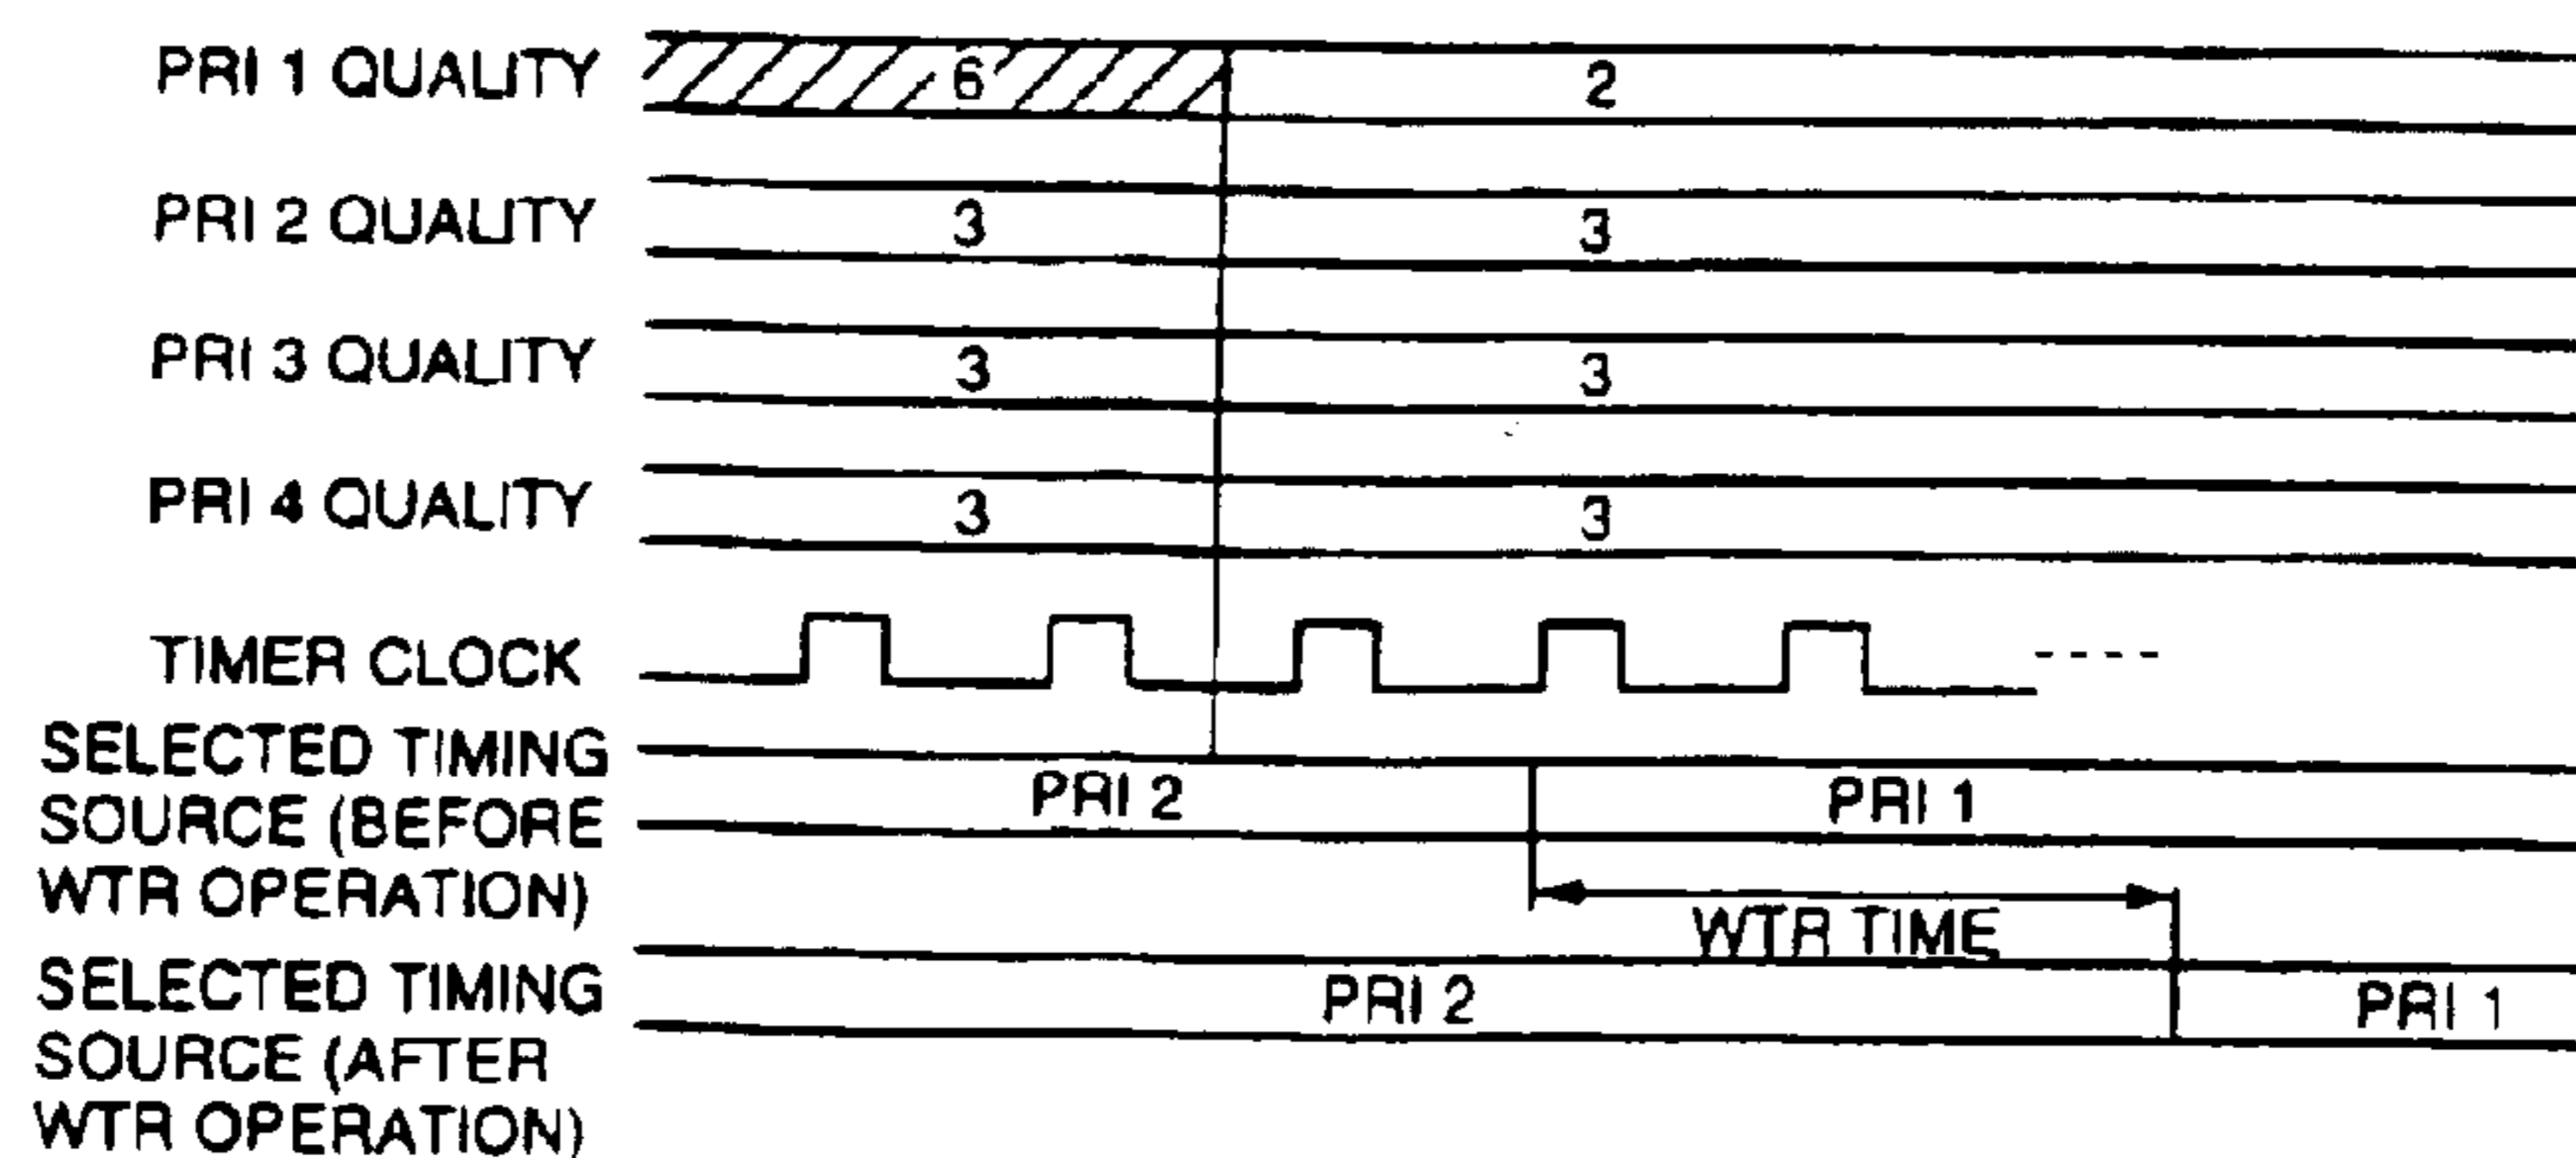 PRI 1 QUALITY
6
2
PRI 2 QUALITY
3
3
PRI 3 QUALITY
3
3
PRI 4 QUALITY
3
3
TIMER CLOCK
SELECTED TIMING
SOURCE (BEFORE
WTR OPERATION)
PRI 2
PRI 1
WTR TIME
SELECTED TIMING
SOURCE (AFTER
WTR OPERATION)
PRI 2
PRI 1